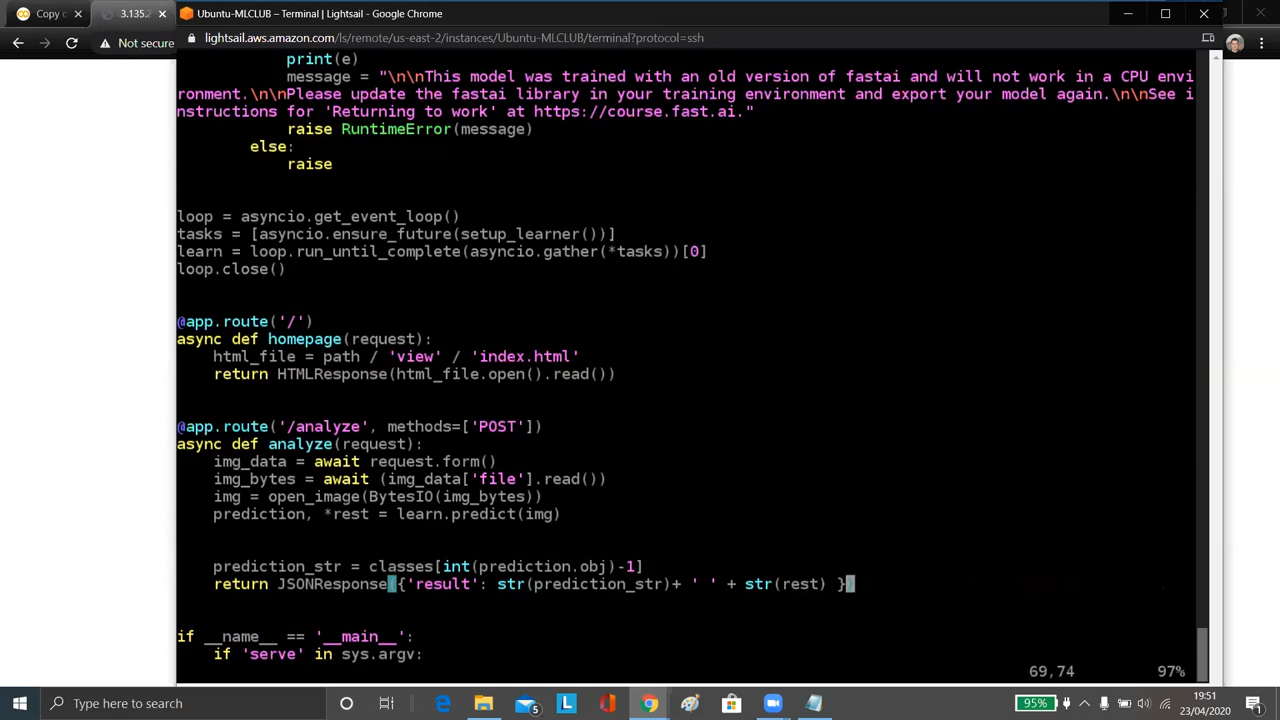 Copy c
3.135.2
Ubuntu-MLCLUB – Terminal | Lightsail - Google Chrome
Not secure
lightsail.aws.amazon.com/ls/remote/us-east-2/instances/Ubuntu-MLCLUB/terminal?protocol=ssh
print(e)
message = "\n\nThis model was trained with an old version of fastai and will not work in a CPU envi
ronment.\n\nPlease update the fastai library in your training environment and export your model again.\n\nSee i
nstructions for 'Returning to work' at https://course.fast.ai."
raise RuntimeError(message)
else:
raise
loop = asyncio.get_event_loop()
tasks = [asyncio.ensure_future(setup_learner())]
learn = loop.run_until_complete(asyncio.gather(*tasks))[0]
loop.close()
@app.route('/')
async def homepage(request):
html_file = path / 'view' / 'index.html'
return HTMLResponse(html_file.open().read())
@app.route('/analyze', methods=['POST'])
async def analyze(request):
img_data = await request.form()
img_bytes = await (img_data['file'].read())
img = open_image(BytesIO(img_bytes))
prediction, *rest = learn.predict(img)
prediction_str = classes[int(prediction.obj)-1]
return JSONResponse({'result': str(prediction_str)+ ' ' + str(rest) })
if __name__ == '__main__':
if 'serve' in sys.argv:
69,74 97%
Type here to search
5
L
95%
19:51
23/04/2020
1